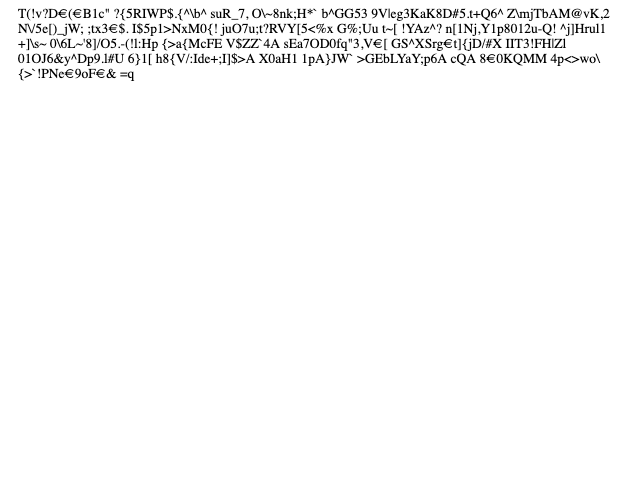 T(!v?D€(€B1c" ?{5RIWP$.{^\b^ suR_7, O\~8nk;H*` b^GG53 9V|eg3KaK8D#5.t+Q6^ Z\mjTbAM@vK,2
N\/5e[)_jW; ;tx3€$. I$5p1>NxM0{! juO7u;t?RVY[5<%x G%;Uu t~[ !YAz^? n[1Nj,Y1p8012u-Q! ^j]Hrul1
+]\s~ 0\6L~'8]/O5.-(!l:Hp {>a{McFE V$ZZ`4A sEa7OD0fq"3,V€[ GS^XSrg€t]{jD/#X IIT3!FH|Zl
01OJ6&y^Dp9.l#U 6}1[ h8{V/:Ide+;I]$>A X0aH1 1pA}JW` >GEbLYaY;p6A cQA 8€0KQMM 4p<>wo\
{>`!PNe€9oF€& =q